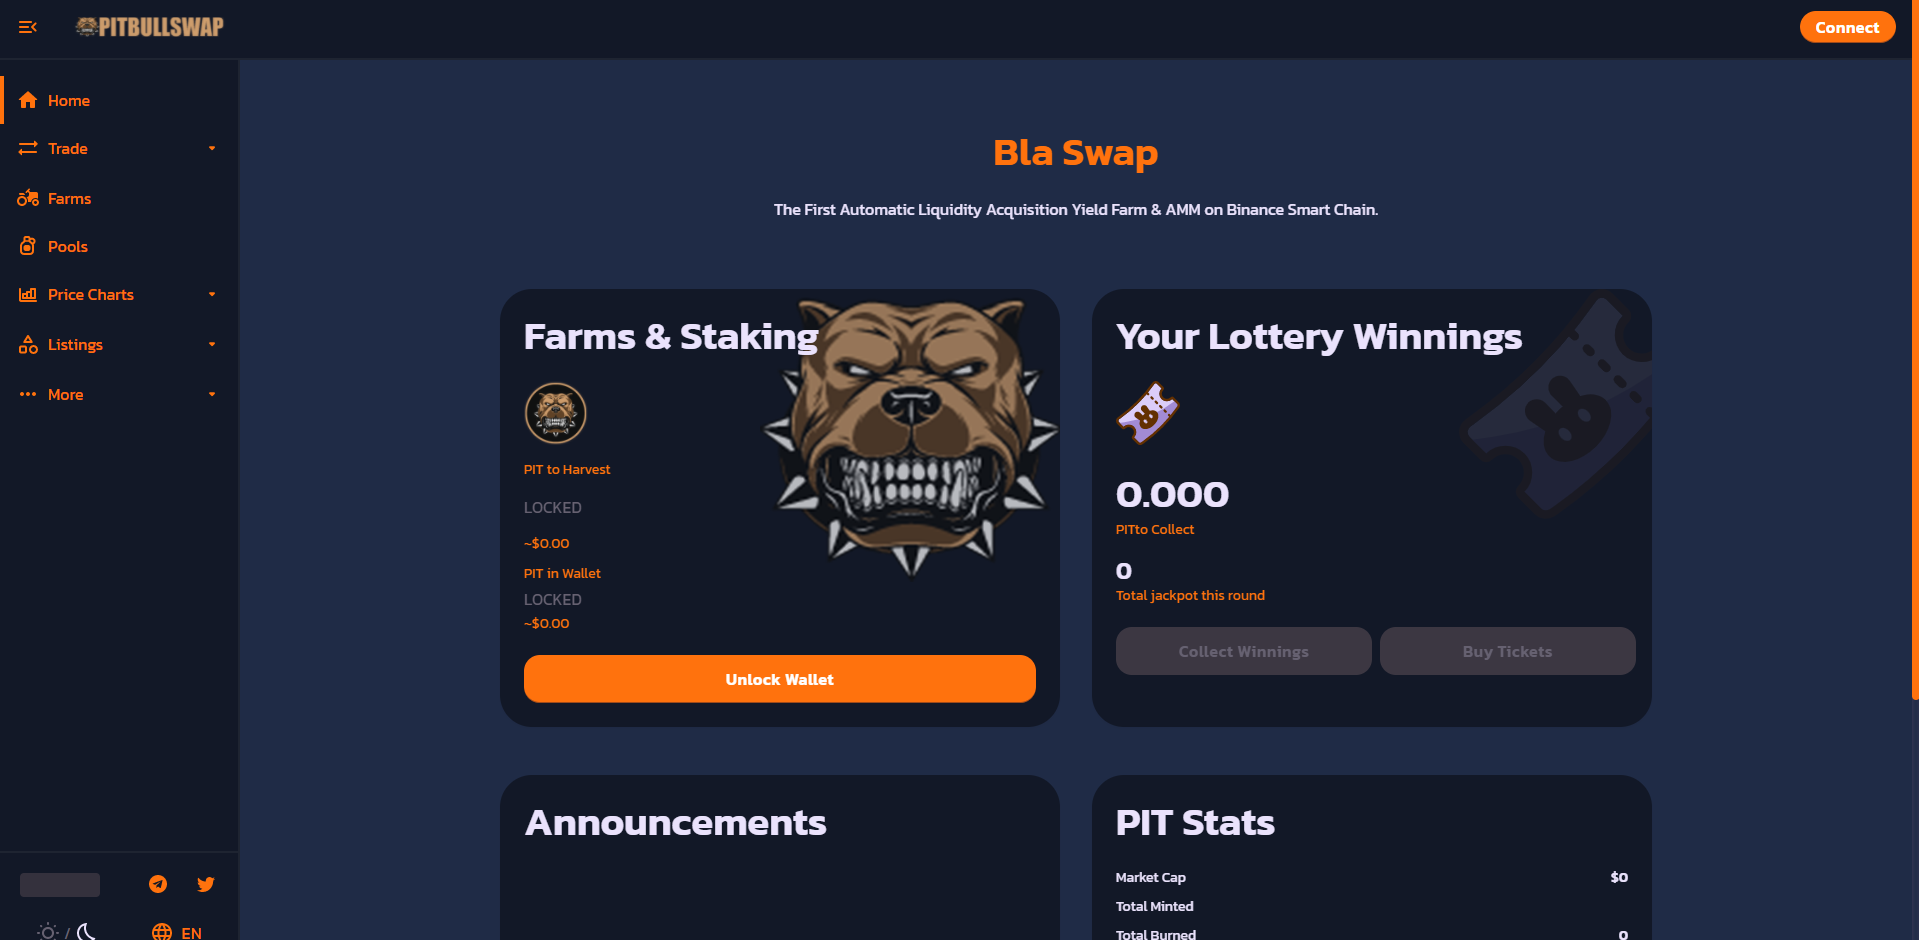 PITBULLSWAP
Connect
Home
Trade
Farms
Pools
Price Charts
Listings
More
EN
Bla Swap
The First Automatic Liquidity Acquisition Yield Farm & AMM on Binance Smart Chain.
Farms & Staking
PIT to Harvest
LOCKED
~$0.00
PIT in Wallet
LOCKED
~$0.00
Unlock Wallet
Your Lottery Winnings
0.000
PITto Collect
0
Total jackpot this round
Collect Winnings
Buy Tickets
Announcements
PIT Stats
Market Cap $0
Total Minted
Total Burned 0